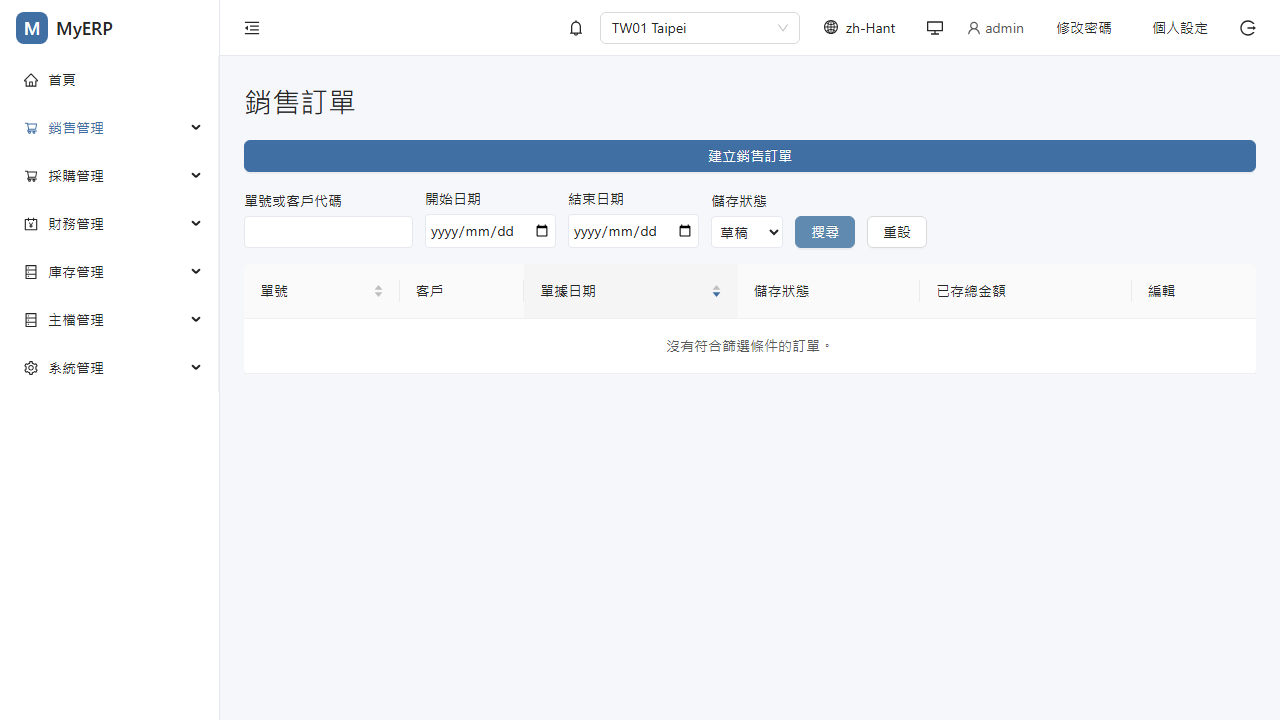 M MyERP
TW01 Taipei
zh-Hant
admin
修改密碼
個人設定
首頁
銷售管理
採購管理
財務管理
庫存管理
主檔管理
系統管理
銷售訂單
建立銷售訂單
單號或客戶代碼
開始日期
結束日期
儲存狀態
yyyy/mm/dd
yyyy/mm/dd
草稿
搜尋
重設
單號 客戶 單據日期 儲存狀態 已存總金額 編輯
沒有符合篩選條件的訂單。